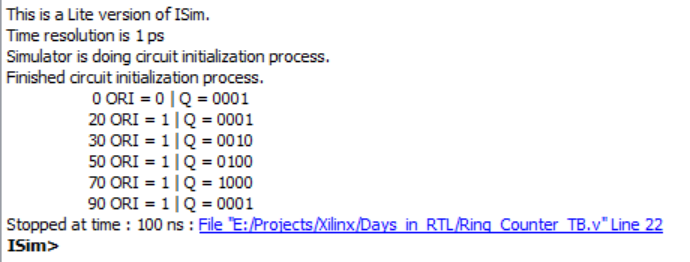 This is a Lite version of ISim.
Time resolution is 1 ps
Simulator is doing circuit initialization process.
Finished circuit initialization process.
0 ORI = 0 | Q = 0001
20 ORI = 1 | Q = 0001
30 ORI = 1 | Q = 0010
50 ORI = 1 | Q = 0100
70 ORI = 1 | Q = 1000
90 ORI = 1 | Q = 0001
Stopped at time : 100 ns : File "E:/Projects/Xilinx/Days_in_RTL/Ring_Counter_TB.v" Line 22
ISim>